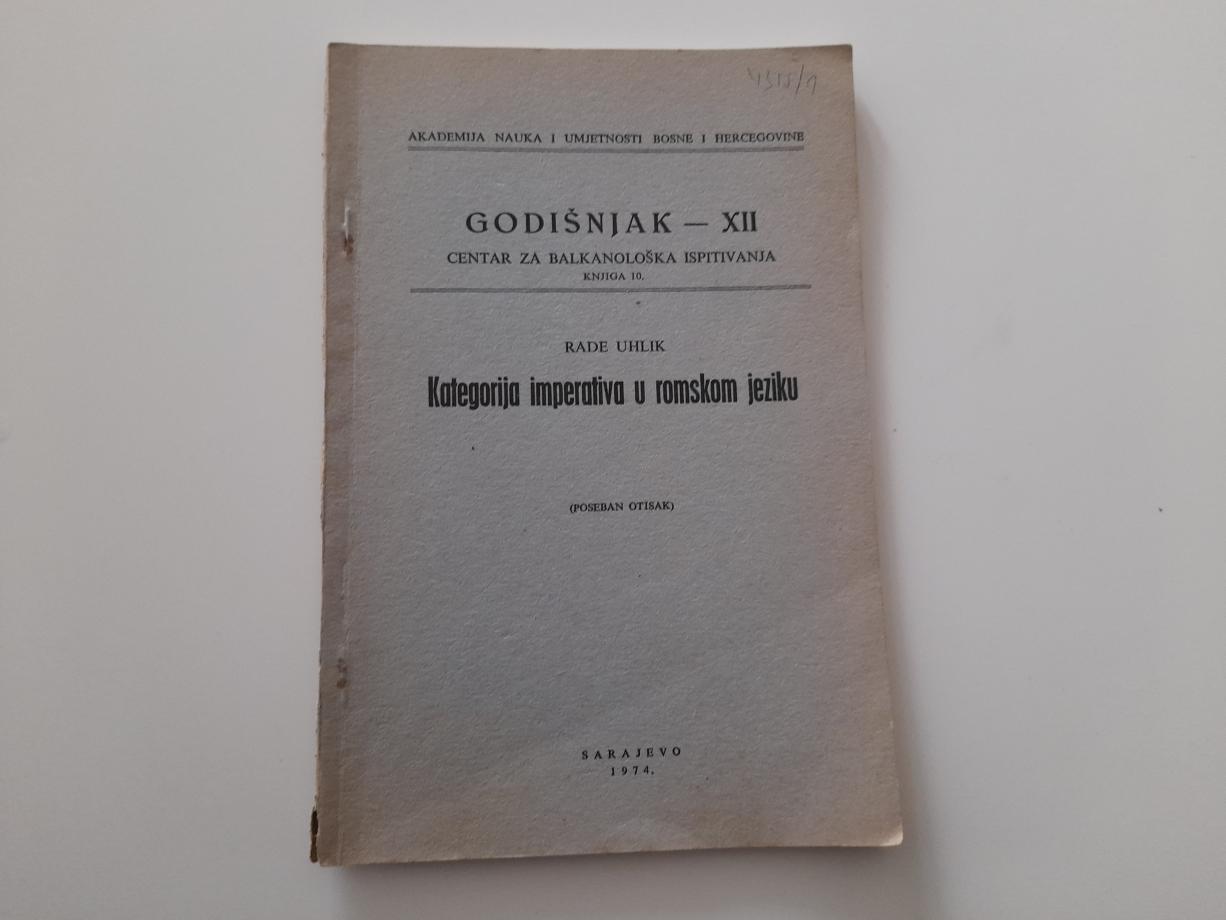 AKADEMIJA NAUKA I UMJETNOSTI BOSNE I HERCEGOVINE
GODIŠNJAK — XII
CENTAR ZA BALKANOLOŠKA ISPITIVANJA
KNJIGA 10.
RADE UHLIK
Kategorija imperativa u romskom jeziku
(POSEBAN OTISAK)
SARAJEVO
1974.